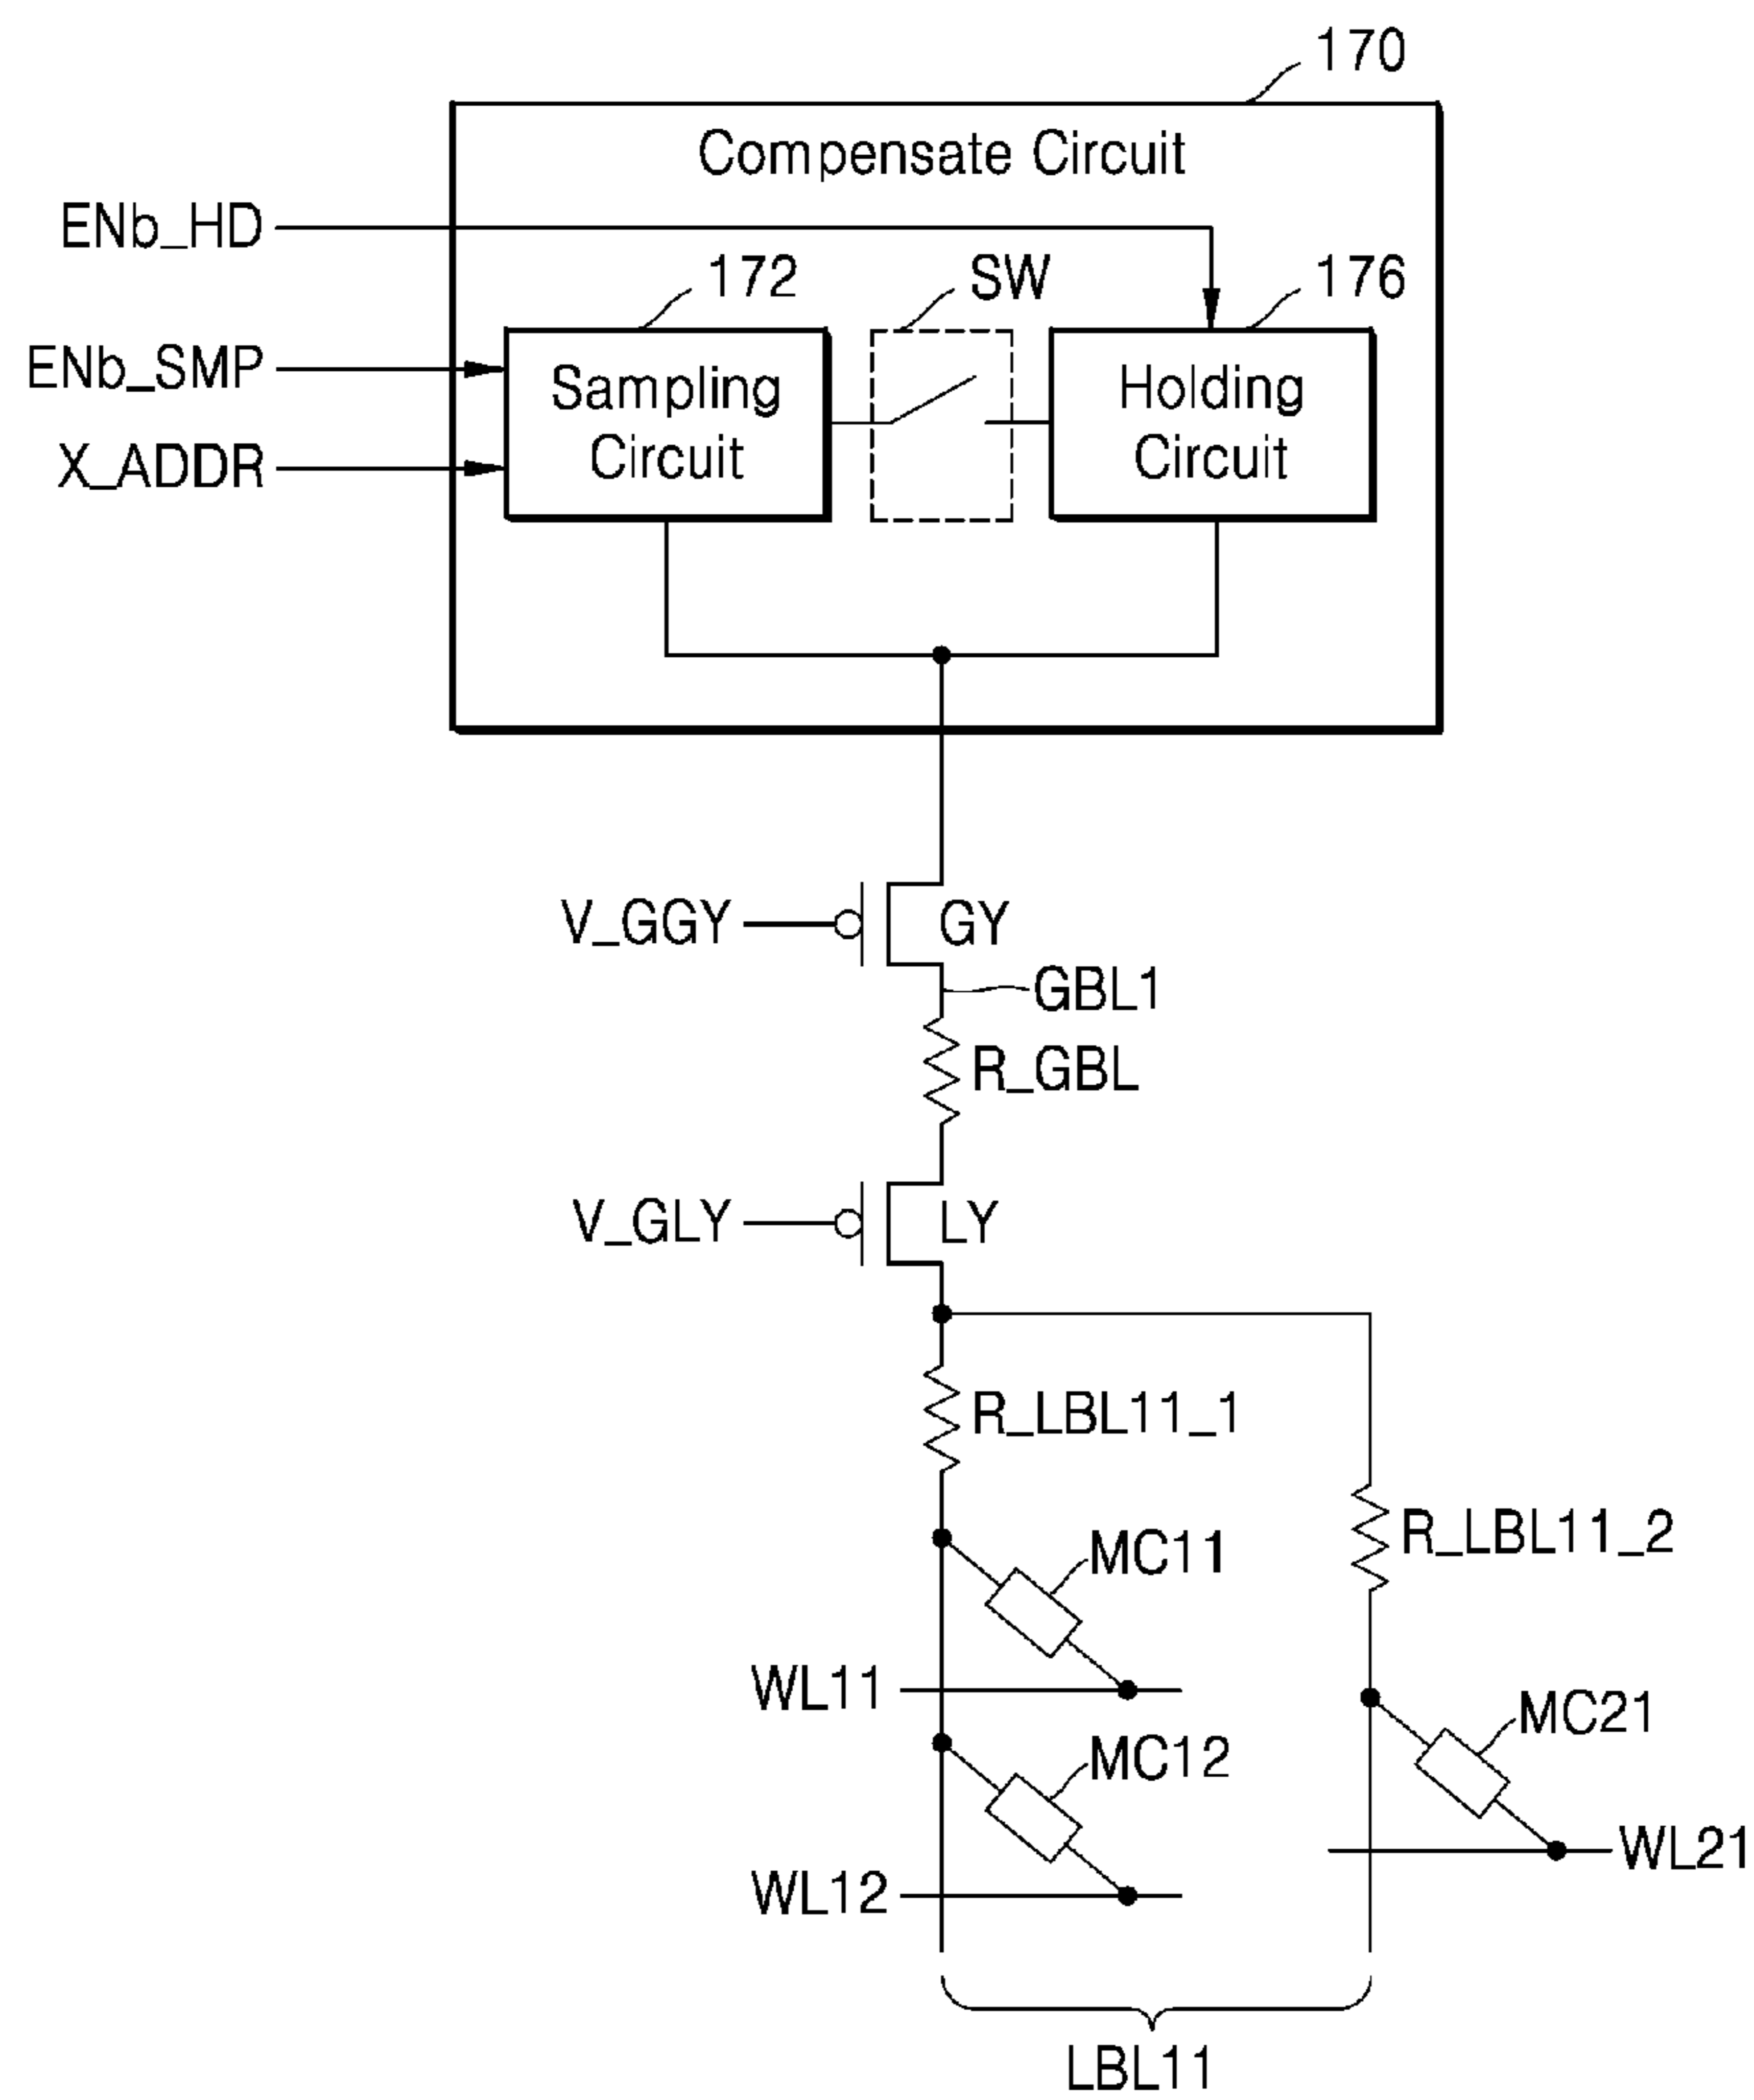 170
Compensate Circuit
ENb_HD
172
SW
176
ENb_SMP
Sampling
Circuit
Holding
Circuit
X_ADDR
V_GGY
GY
GBL1
R_GBL
V_GLY
LY
R_LBL11_1
R_LBL11_2
MC11
WL11
MC21
MC12
WL21
WL12
LBL11